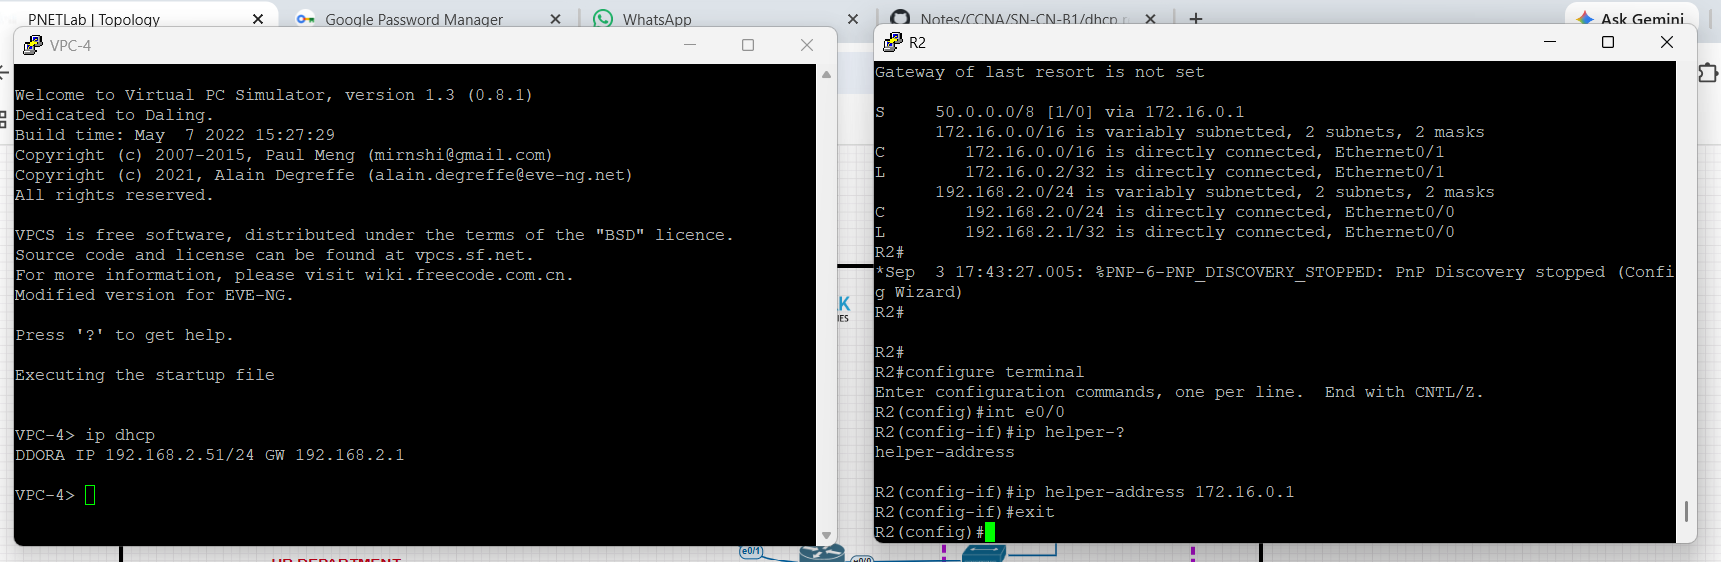 PNETLab | Topology
Google Password Manager
WhatsApp
Notes/CCNA/SN-CN-B1/dhcp r
Ask Gemini
VPC-4
Welcome to Virtual PC Simulator, version 1.3 (0.8.1)
Dedicated to Daling.
Build time: May  7 2022 15:27:29
Copyright (c) 2007-2015, Paul Meng (mirnshi@gmail.com)
Copyright (c) 2021, Alain Degreffe (alain.degreffe@eve-ng.net)
All rights reserved.
VPCS is free software, distributed under the terms of the "BSD" licence.
Source code and license can be found at vpcs.sf.net.
For more information, please visit wiki.freecode.com.cn.
Modified version for EVE-NG.
Press '?' to get help.
Executing the startup file
VPC-4> ip dhcp
DDORA IP 192.168.2.51/24 GW 192.168.2.1
VPC-4>
R2
Gateway of last resort is not set
S     50.0.0.0/8 [1/0] via 172.16.0.1
      172.16.0.0/16 is variably subnetted, 2 subnets, 2 masks
C        172.16.0.0/16 is directly connected, Ethernet0/1
L        172.16.0.2/32 is directly connected, Ethernet0/1
      192.168.2.0/24 is variably subnetted, 2 subnets, 2 masks
C        192.168.2.0/24 is directly connected, Ethernet0/0
L        192.168.2.1/32 is directly connected, Ethernet0/0
R2#
*Sep  3 17:43:27.005: %PNP-6-PNP_DISCOVERY_STOPPED: PnP Discovery stopped (Confi
g Wizard)
R2#
R2#
R2#configure terminal
Enter configuration commands, one per line.  End with CNTL/Z.
R2(config)#int e0/0
R2(config-if)#ip helper-?
helper-address
R2(config-if)#ip helper-address 172.16.0.1
R2(config-if)#exit
R2(config)#
e0/1